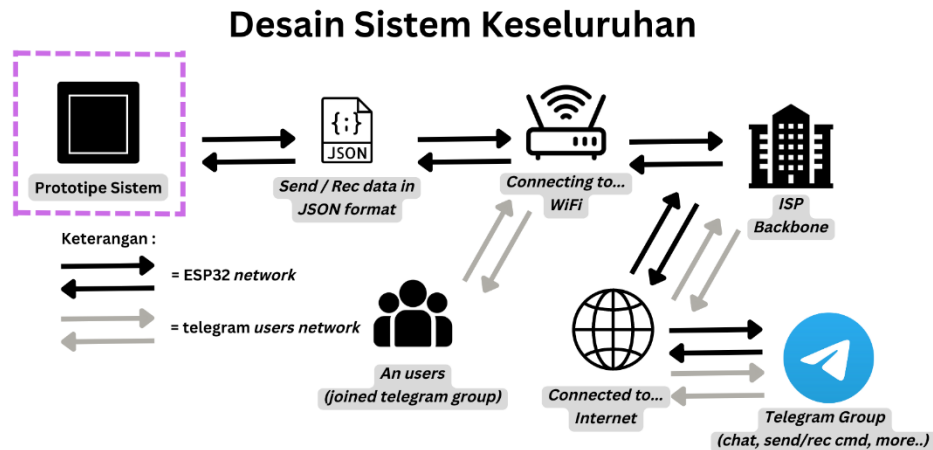 Desain Sistem Keseluruhan
{;}
JSON
Prototipe Sistem
Send / Rec data in
JSON format
Connecting to...
WiFi
ISP
Backbone
Keterangan :
= ESP32 network
= telegram users network
An users
(joined telegram group)
Connected to...
Internet
Telegram Group
(chat, send/rec cmd, more..)